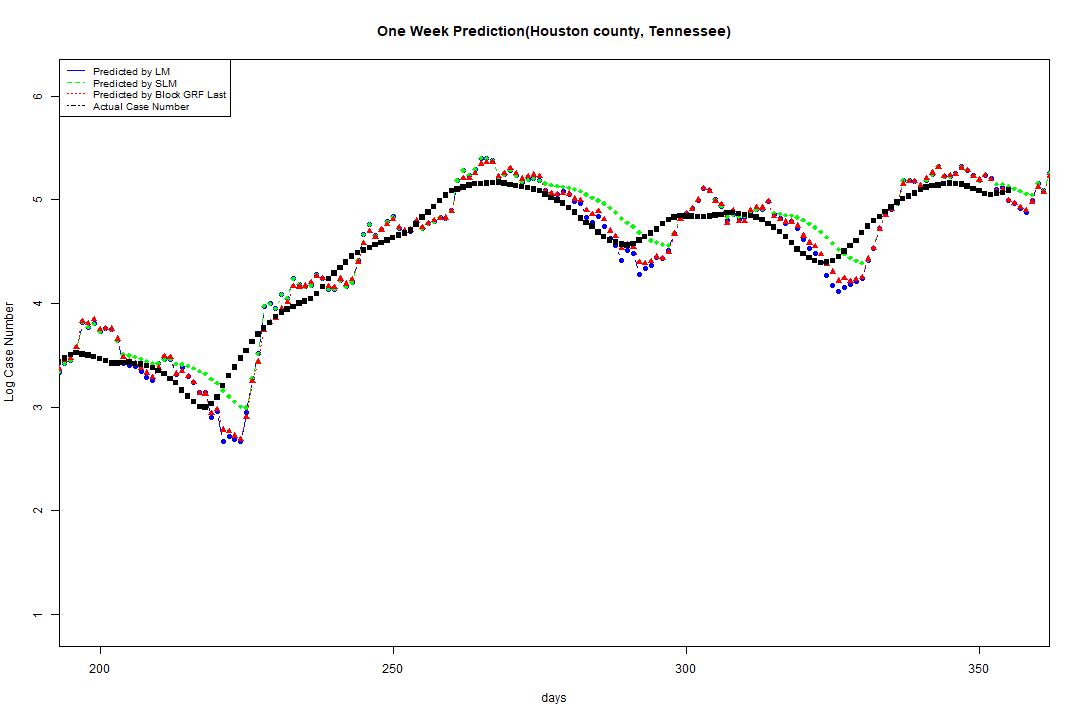 One Week Prediction(Houston county, Tennessee)
Predicted by LM
Predicted by SLM
Predicted by Block GRF Last
Actual Case Number
6
5
4
3
2
1
Log Case Number
200 250 300 350
days